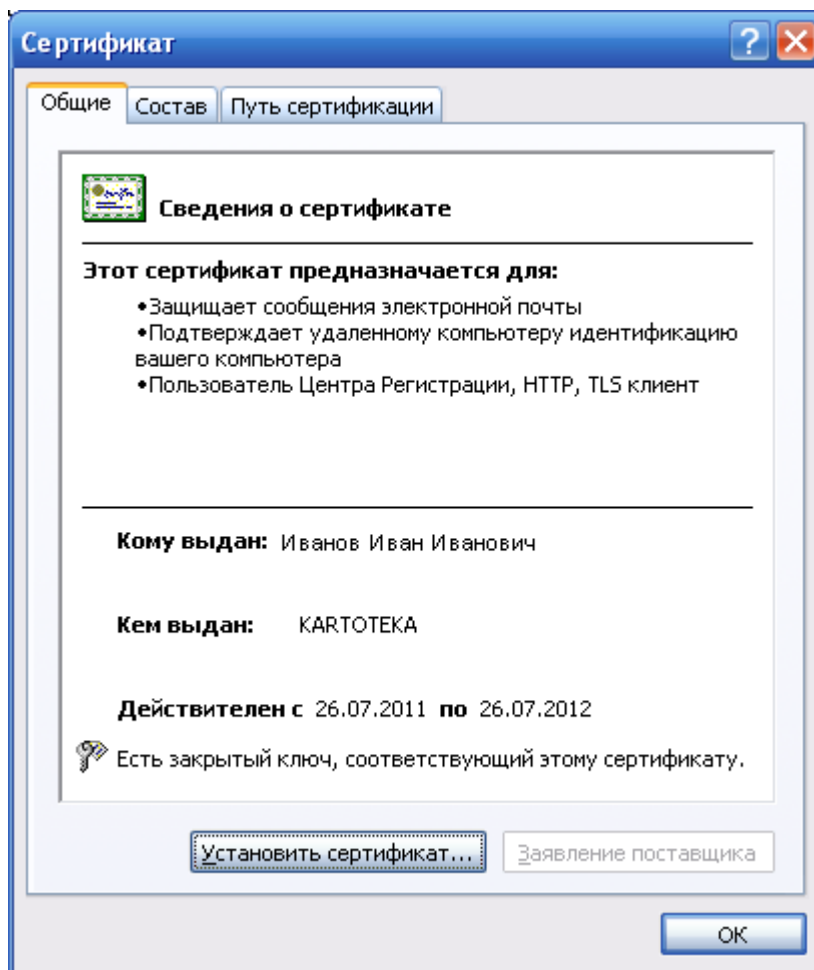 Сертификат
Общие Состав Путь сертификации
Сведения о сертификате
Этот сертификат предназначается для:
•Защищает сообщения электронной почты
•Подтверждает удаленному компьютеру идентификацию
вашего компьютера
•Пользователь Центра Регистрации, HTTP, TLS клиент
Кому выдан: Иванов Иван Иванович
Кем выдан: KARTOTEKA
Действителен с 26.07.2011 по 26.07.2012
Есть закрытый ключ, соответствующий этому сертификату.
Установить сертификат... Заявление поставщика
ОК